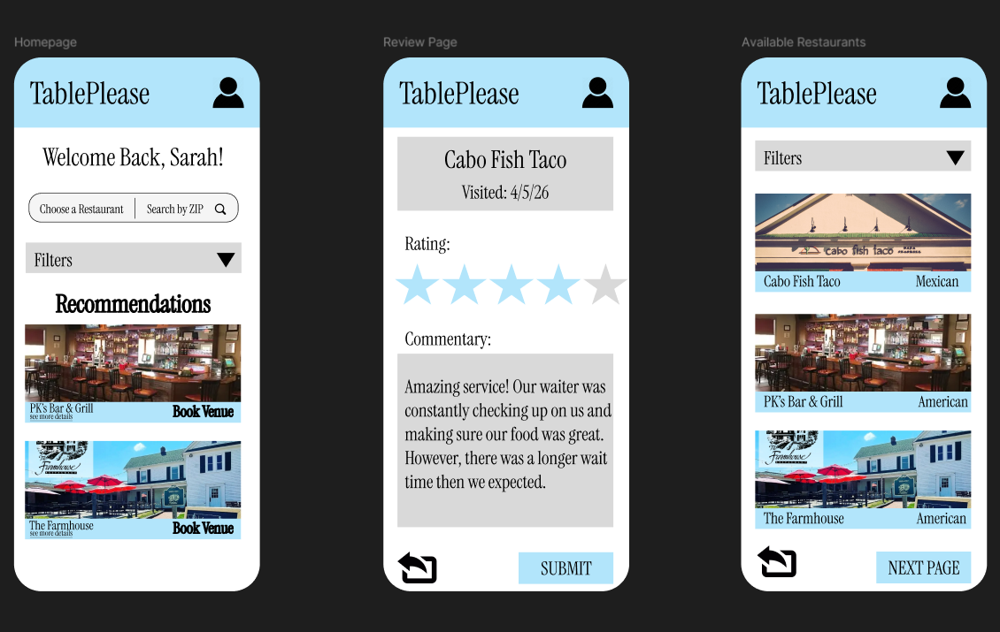 Homepage
TablePlease
Welcome Back, Sarah!
Choose a Restaurant
Search by ZIP
Filters
Recommendations
PK's Bar & Grill
see more details
Book Venue
The Farmhouse
RESTAURANT
The Farmhouse
see more details
Book Venue
Review Page
TablePlease
Cabo Fish Taco
Visited: 4/5/26
Rating:
Commentary:
Amazing service! Our waiter was
constantly checking up on us and
making sure our food was great.
However, there was a longer wait
time then we expected.
SUBMIT
Available Restaurants
TablePlease
Filters
cabo fish taco
Cabo Fish Taco
Mexican
PK's Bar & Grill
American
The Farmhouse
RESTAURANT
The Farmhouse
American
NEXT PAGE